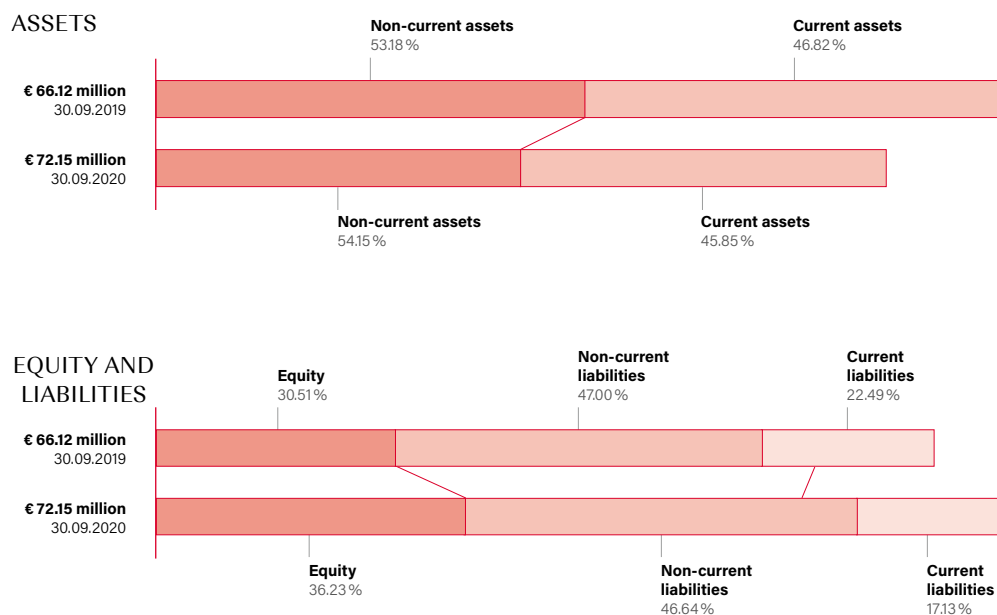 ASSETS
Non-current assets
53.18 %
Current assets
46.82 %
€ 66.12 million
30.09.2019
€ 72.15 million
30.09.2020
Non-current assets
54.15 %
Current assets
45.85 %
EQUITY AND
LIABILITIES
Equity
30.51 %
Non-current
liabilities
47.00 %
Current
liabilities
22.49 %
€ 66.12 million
30.09.2019
€ 72.15 million
30.09.2020
Equity
36.23 %
Non-current
liabilities
46.64 %
Current
liabilities
17.13 %